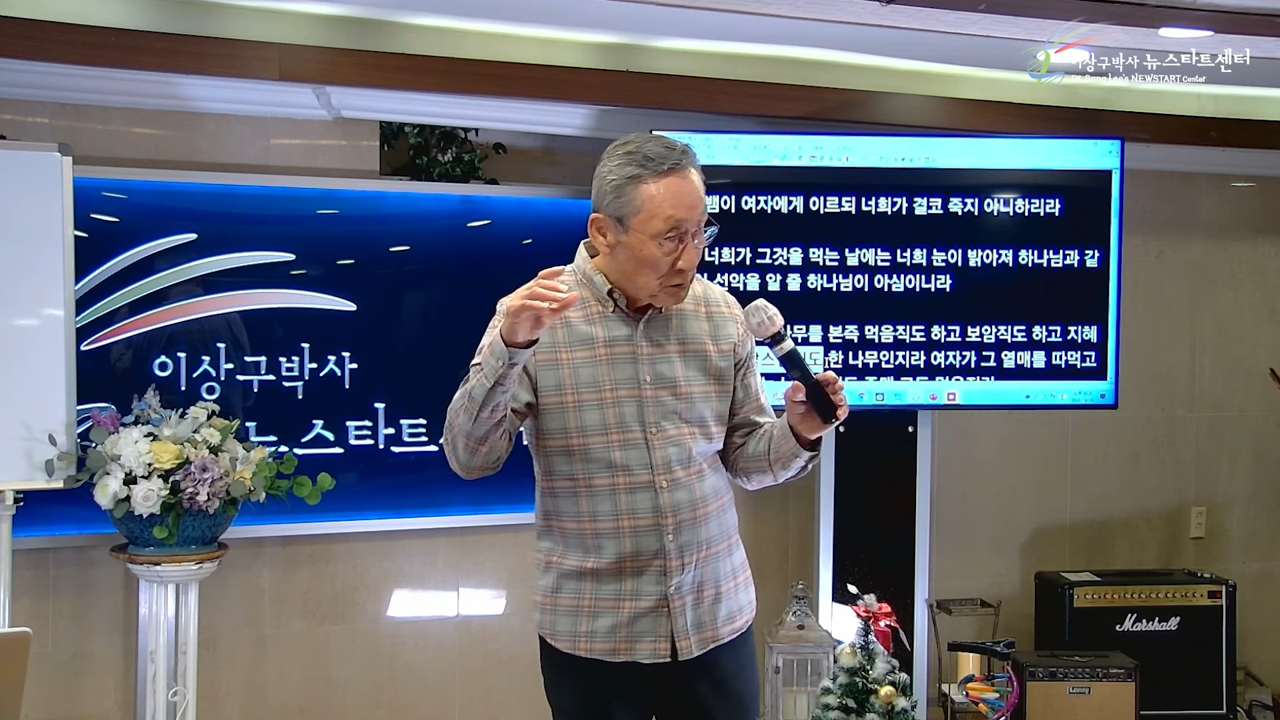 이상구박사 뉴스타트센터
Dr. Sang Lee's NEWSTART Center
뱀이 여자에게 이르되 너희가 결코 죽지 아니하리라
너희가 그것을 먹는 날에는 너희 눈이 밝아져 하나님과 같
선악을 알 줄 하나님이 아심이니라
나무를 본즉 먹음직도 하고 보암직도 하고 지혜
한 나무인지라 여자가 그 열매를 따먹고
이상구박사
뉴스타트
Marshall
Laney